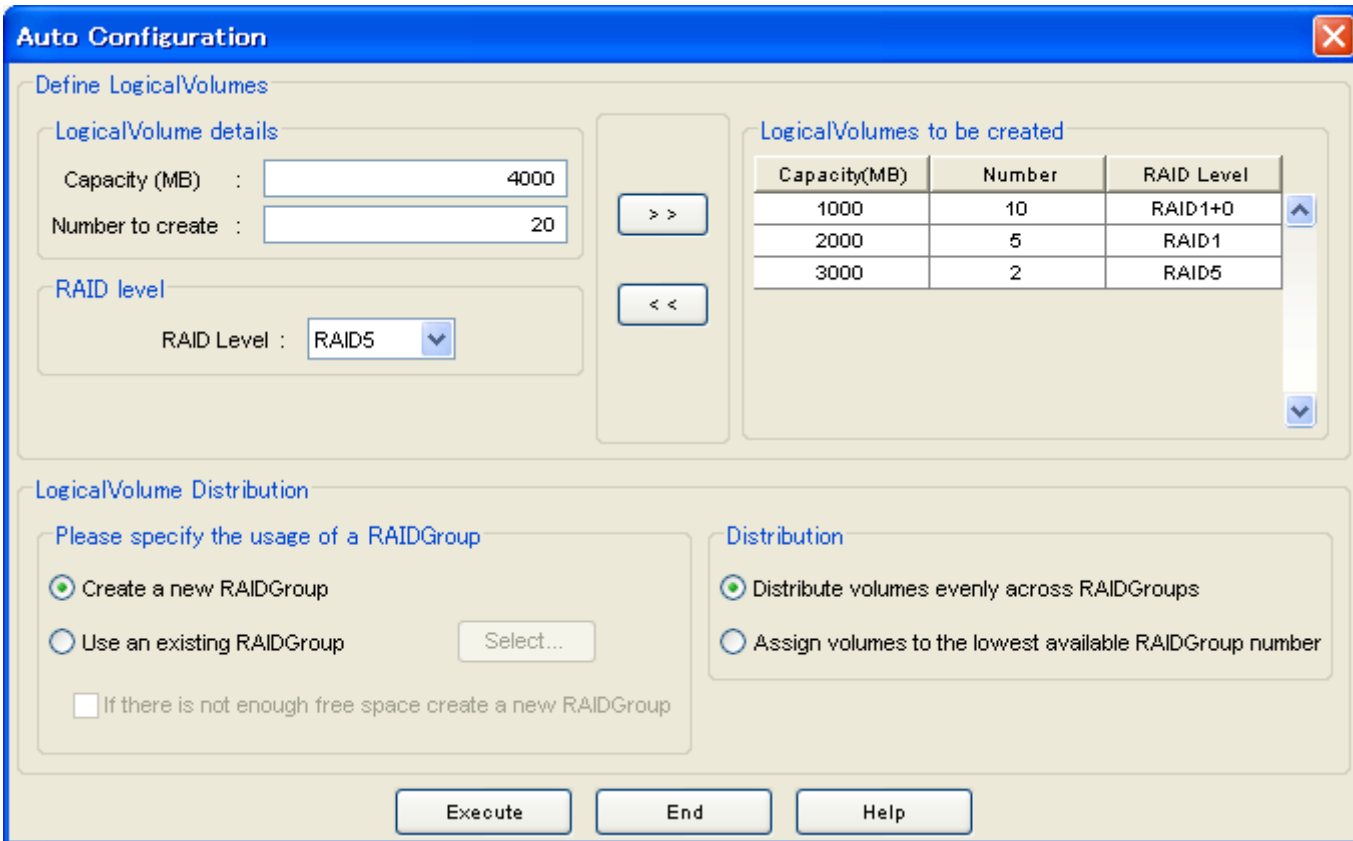 Auto Configuration
Define LogicalVolumes
LogicalVolume details
Capacity (MB) : 4000
Number to create : 20
RAID level
RAID Level : RAID5
> >
< <
LogicalVolumes to be created
Capacity(MB) Number RAID Level
1000 10 RAID1+0
2000 5 RAID1
3000 2 RAID5
LogicalVolume Distribution
Please specify the usage of a RAIDGroup
Create a new RAIDGroup
Use an existing RAIDGroup Select...
If there is not enough free space create a new RAIDGroup
Distribution
Distribute volumes evenly across RAIDGroups
Assign volumes to the lowest available RAIDGroup number
Execute End Help